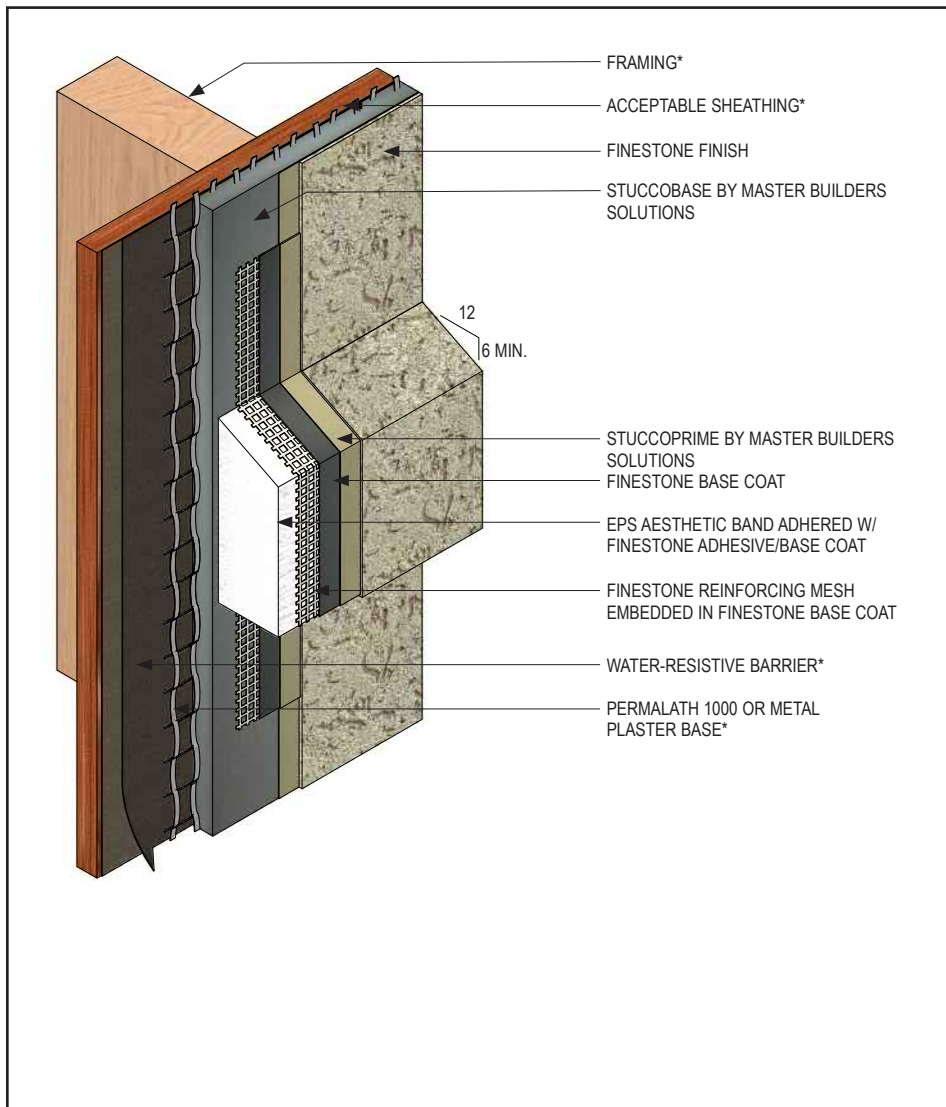 FRAMING*
ACCEPTABLE SHEATHING*
FINESTONE FINISH
STUCCOBASE BY MASTER BUILDERS
SOLUTIONS
12
6 MIN.
STUCCOPRIME BY MASTER BUILDERS
SOLUTIONS
FINESTONE BASE COAT
EPS AESTHETIC BAND ADHERED W/
FINESTONE ADHESIVE/BASE COAT
FINESTONE REINFORCING MESH
EMBEDDED IN FINESTONE BASE COAT
WATER-RESISTIVE BARRIER*
PERMALATH 1000 OR METAL
PLASTER BASE*